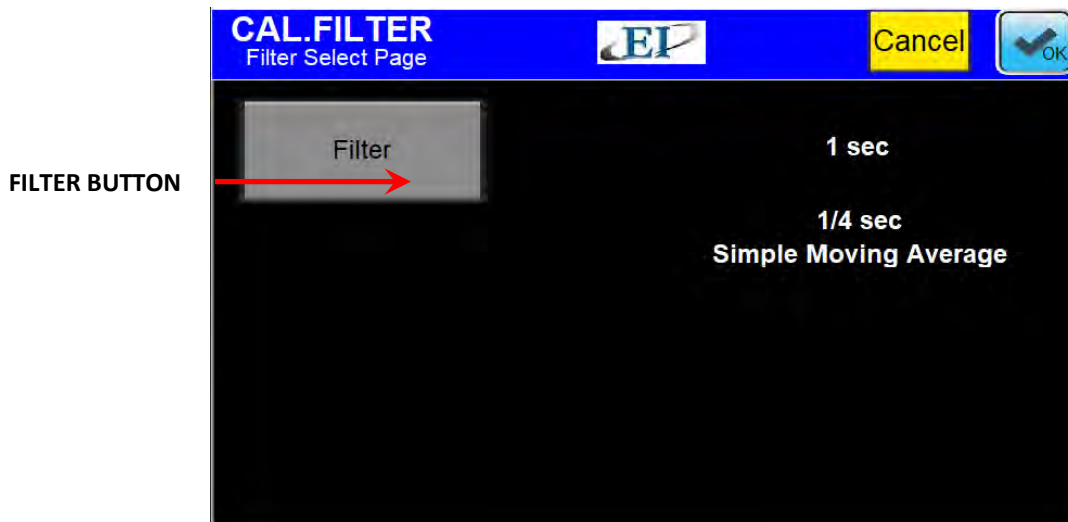 CAL.FILTER
Filter Select Page
EI
Cancel
OK
Filter
1 sec
FILTER BUTTON
1/4 sec
Simple Moving Average